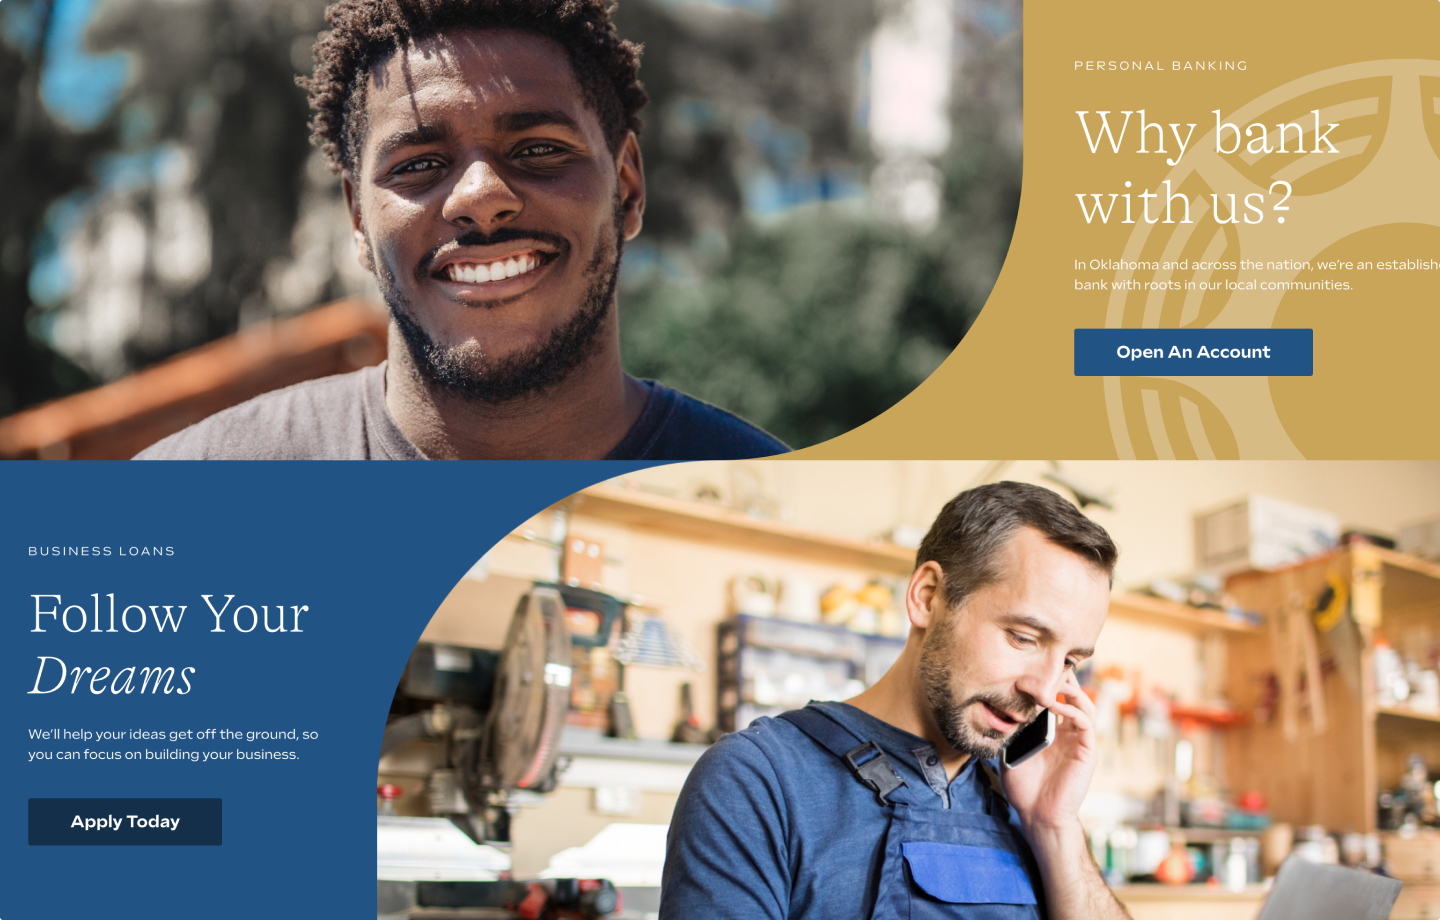 PERSONAL BANKING
Why bank
with us?
In Oklahoma and across the nation, we're an
bank with roots in our local communities.
Open An Account
BUSINESS LOANS
Follow Your
Dreams
We'll help your ideas get off the ground, so
you can focus on building your business.
Apply Today